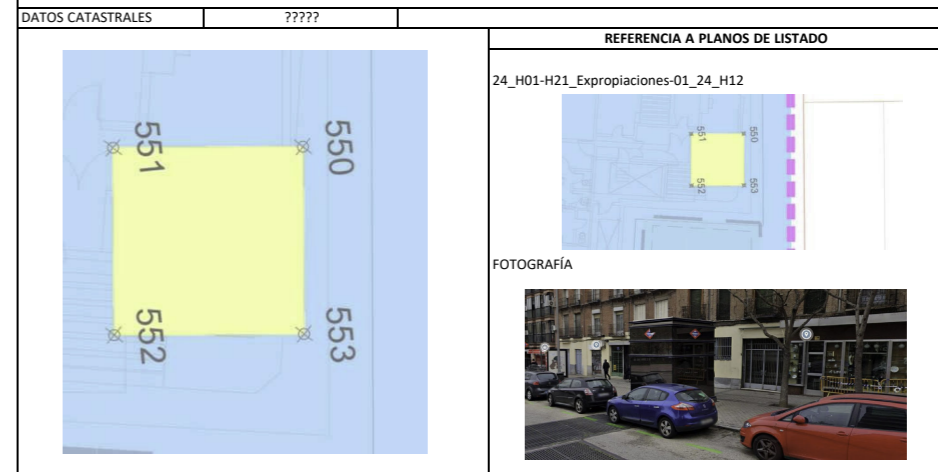 DATOS CATASTRALES ?????
REFERENCIA A PLANOS DE LISTADO
24_H01-H21_Expropiaciones-01_24_H12
551
550
552
553
551
550
552
553
FOTOGRAFÍA